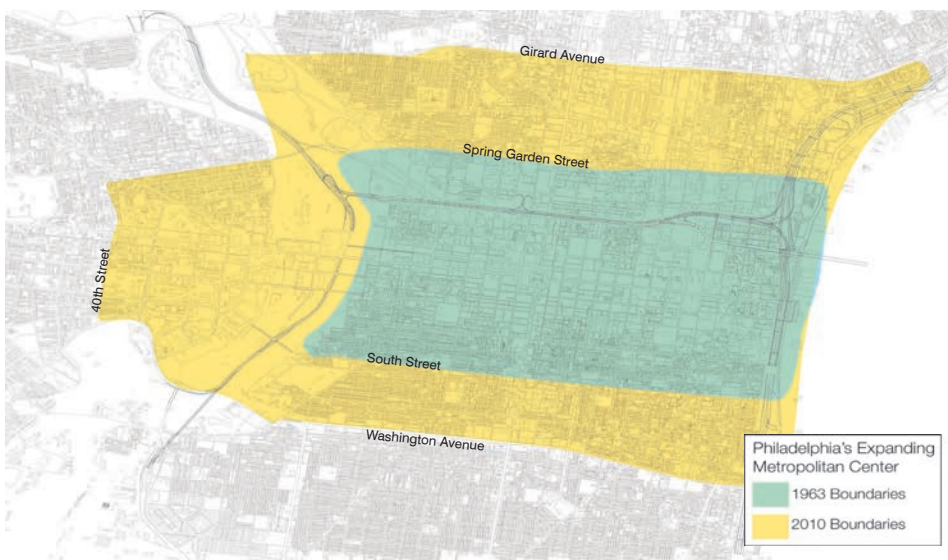 Girard Avenue
Spring Garden Street
40th Street
South Street
Washington Avenue
Philadelphia's Expanding
Metropolitan Center
1963 Boundaries
2010 Boundaries